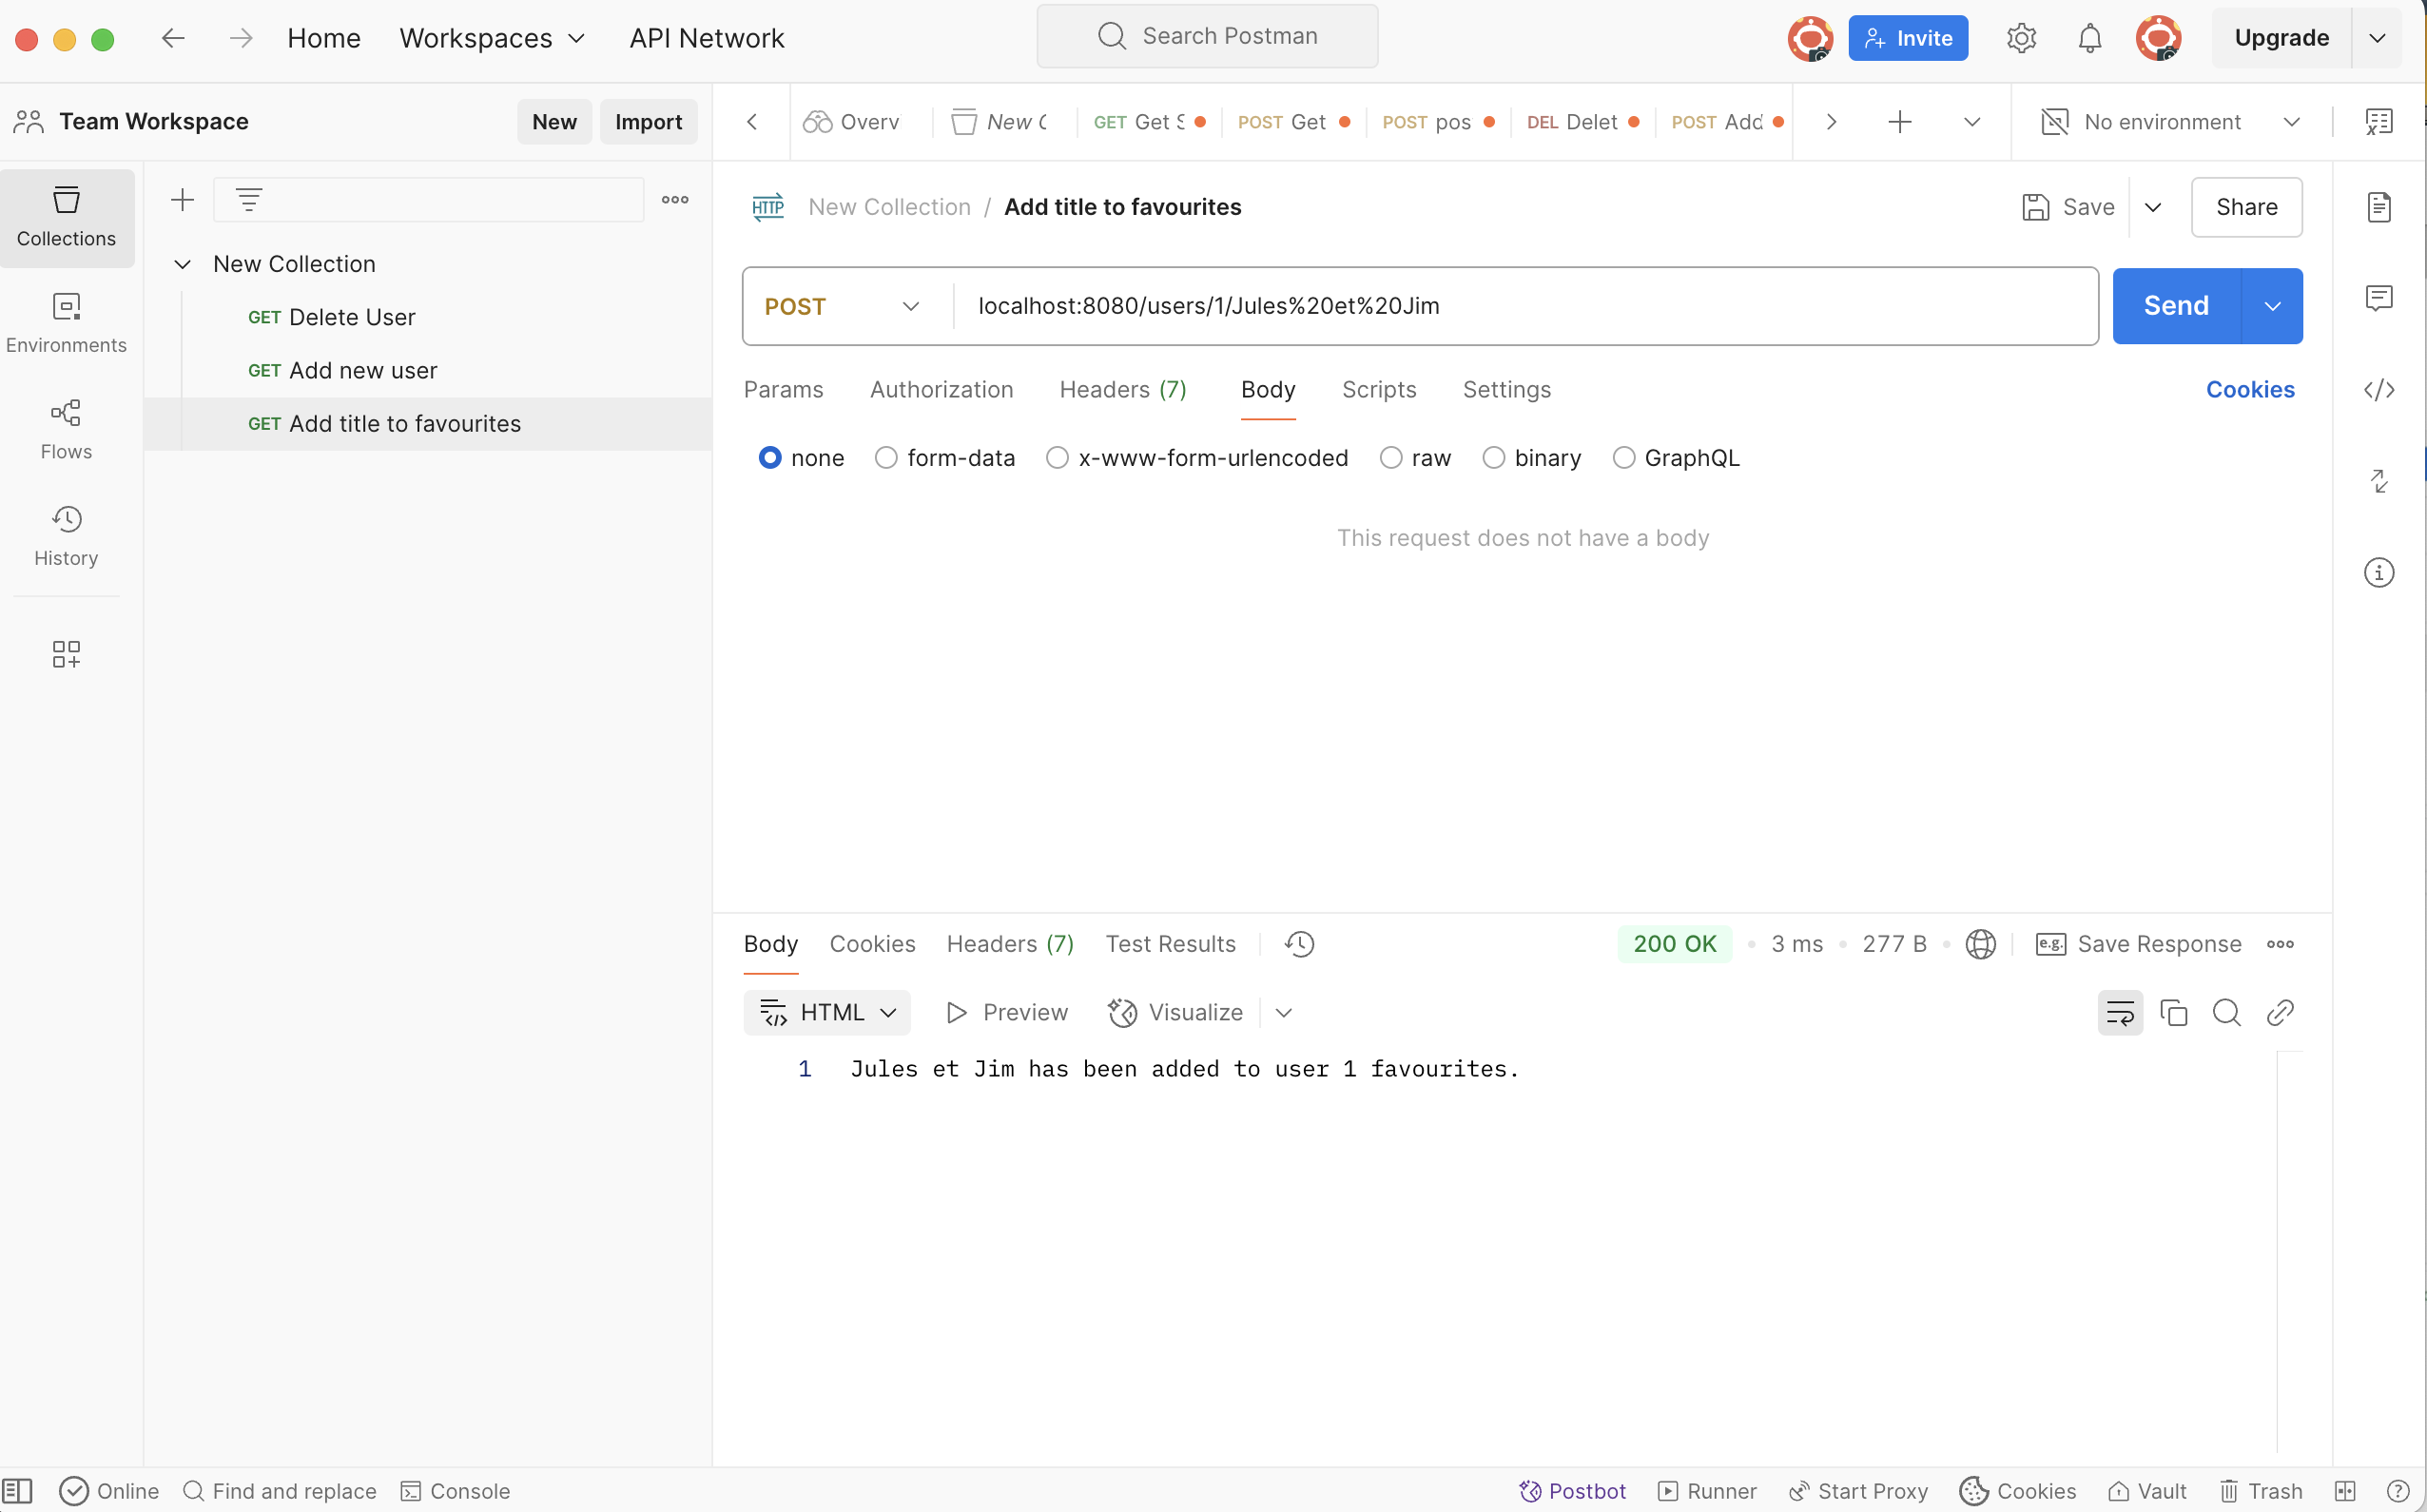 Home Workspaces API Network Search Postman Invite Upgrade
Team Workspace New Import Overv New C GET Get S POST Get POST pos DEL Delet POST Add No environment
Collections
Environments
Flows
History
New Collection
GET Delete User
GET Add new user
GET Add title to favourites
HTTP New Collection / Add title to favourites Save Share
POST localhost:8080/users/1/Jules%20et%20Jim Send
Params Authorization Headers (7) Body Scripts Settings Cookies
none form-data x-www-form-urlencoded raw binary GraphQL
This request does not have a body
Body Cookies Headers (7) Test Results 200 OK • 3 ms • 277 B • e.g. Save Response
HTML Preview Visualize
1 Jules et Jim has been added to user 1 favourites.
Online Find and replace Console Postbot Runner Start Proxy Cookies Vault Trash